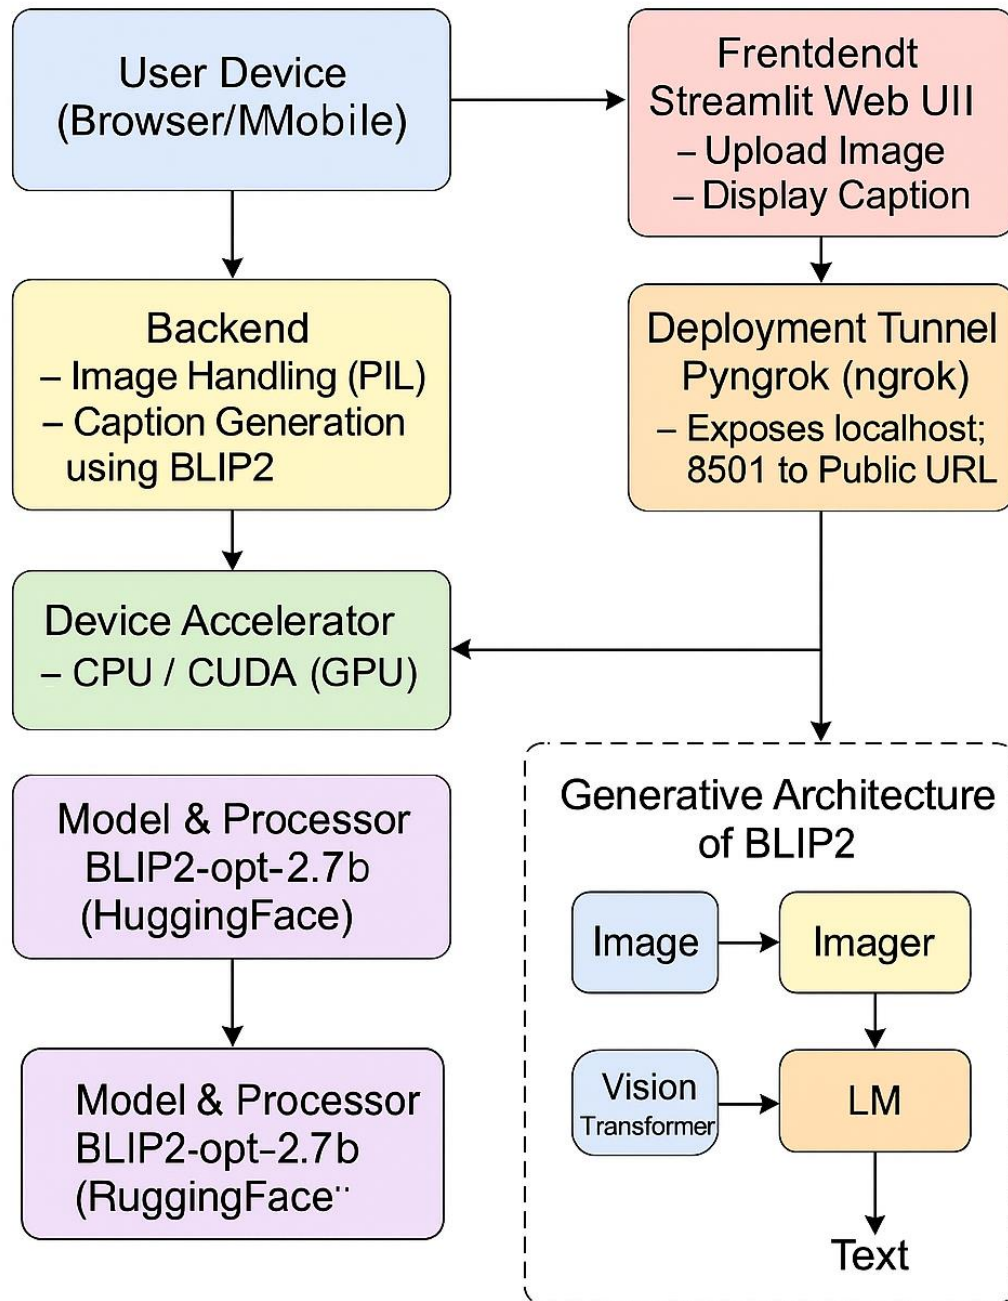 User Device
(Browser/MMobile)
Frentdendt
Streamlit Web UII
– Upload Image
– Display Caption
Backend
– Image Handling (PIL)
– Caption Generation
using BLIP2
Deployment Tunnel
Pyngrok (ngrok)
– Exposes localhost;
8501 to Public URL
Device Accelerator
– CPU / CUDA (GPU)
Model & Processor
BLIP2-opt-2.7b
(HuggingFace)
Model & Processor
BLIP2-opt-2.7b
(RuggingFace¨
Generative Architecture
of BLIP2
Image
Imager
Vision
Transformer
LM
Text